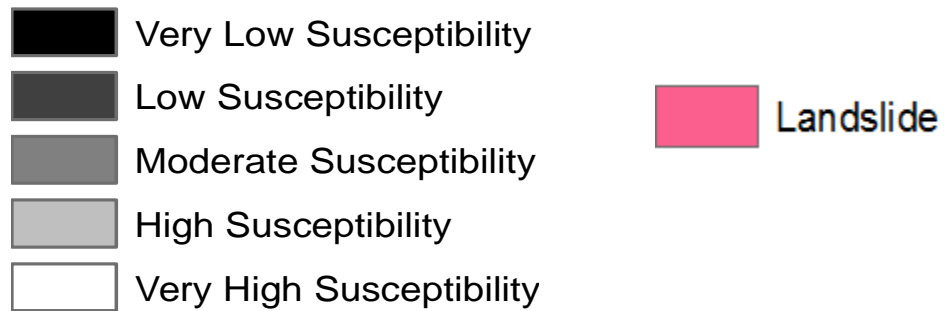 Very Low Susceptibility
Low Susceptibility
Landslide
Moderate Susceptibility
High Susceptibility
Very High Susceptibility